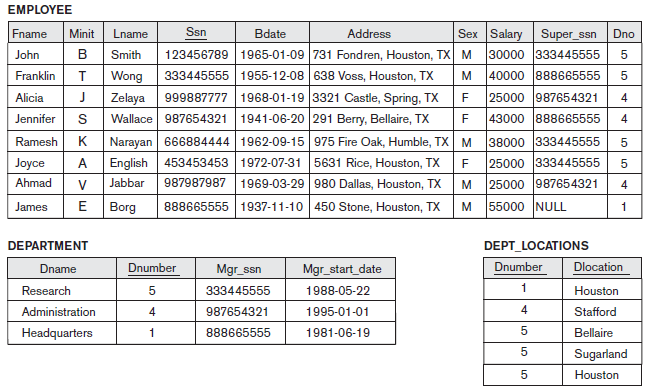 EMPLOYEE
Fname Minit Lname Ssn Bdate Address Sex Salary Super_ssn Dno
John B Smith 123456789 1965-01-09 731 Fondren, Houston, TX M 30000 333445555 5
Franklin T Wong 333445555 1955-12-08 638 Voss, Houston, TX M 40000 888665555 5
Alicia J Zelaya 999887777 1968-01-19 3321 Castle, Spring, TX F 25000 987654321 4
Jennifer S Wallace 987654321 1941-06-20 291 Berry, Bellaire, TX F 43000 888665555 4
Ramesh K Narayan 666884444 1962-09-15 975 Fire Oak, Humble, TX M 38000 333445555 5
Joyce A English 453453453 1972-07-31 5631 Rice, Houston, TX F 25000 333445555 5
Ahmad V Jabbar 987987987 1969-03-29 980 Dallas, Houston, TX M 25000 987654321 4
James E Borg 888665555 1937-11-10 450 Stone, Houston, TX M 55000 NULL 1
DEPARTMENT
Dname Dnumber Mgr_ssn Mgr_start_date
Research 5 333445555 1988-05-22
Administration 4 987654321 1995-01-01
Headquarters 1 888665555 1981-06-19
DEPT_LOCATIONS
Dnumber Dlocation
1 Houston
4 Stafford
5 Bellaire
5 Sugarland
5 Houston